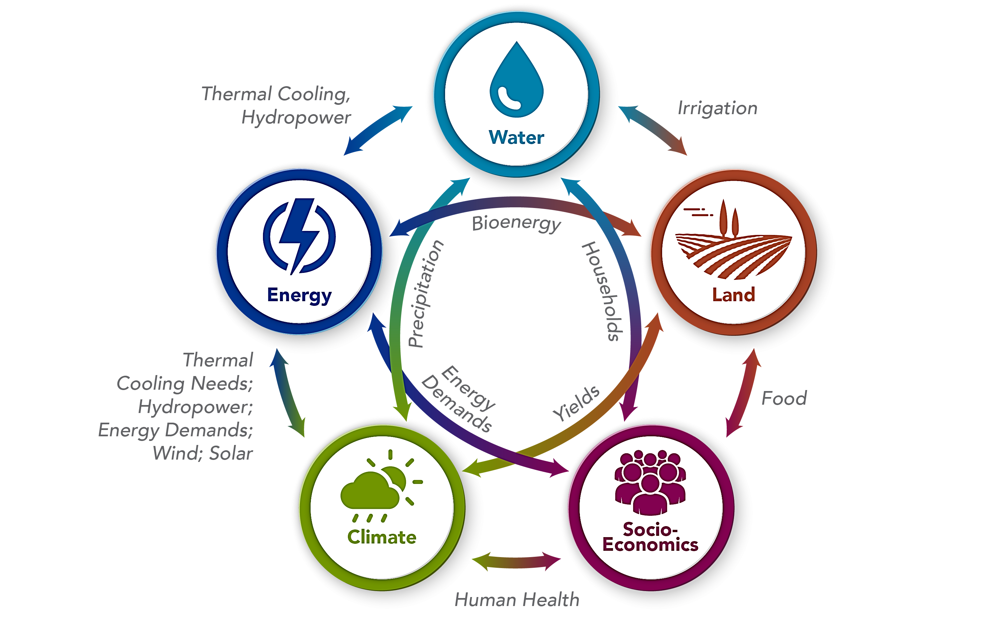 Thermal Cooling,
Hydropower
Water
Irrigation
Energy
Bioenergy
Land
Precipitation
Households
Thermal
Cooling Needs;
Hydropower;
Energy Demands;
Wind; Solar
Energy
Demands
Yields
Food
Climate
Socio-
Economics
Human Health